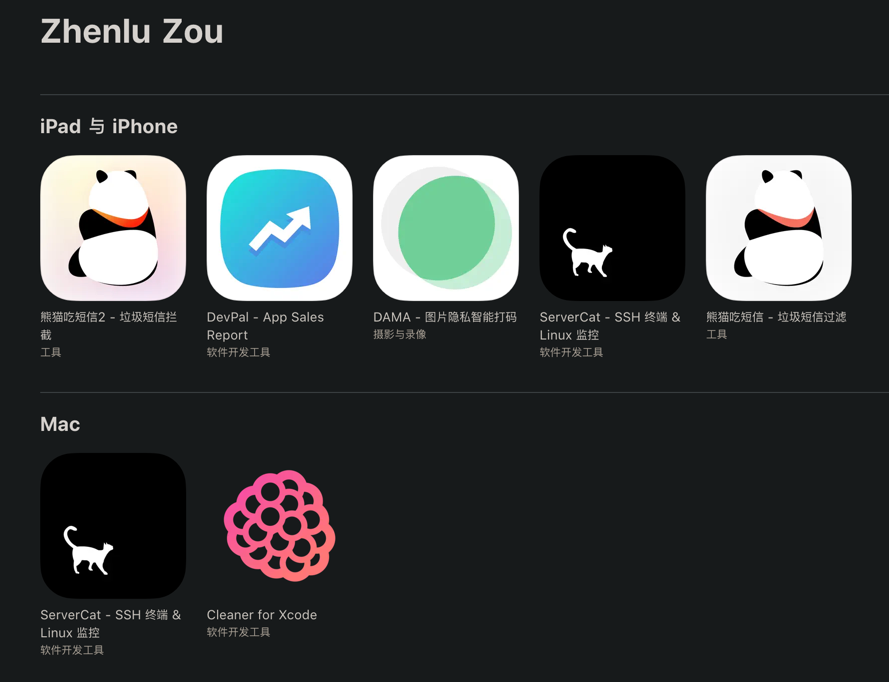 Zhenlu Zou
iPad 与 iPhone
熊猫吃短信2 - 垃圾短信拦
截
工具
DevPal - App Sales
Report
软件开发工具
DAMA - 图片隐私智能打码
摄影与录像
ServerCat - SSH 终端 &
Linux 监控
软件开发工具
熊猫吃短信 - 垃圾短信过滤
工具
Mac
ServerCat - SSH 终端 &
Linux 监控
软件开发工具
Cleaner for Xcode
软件开发工具